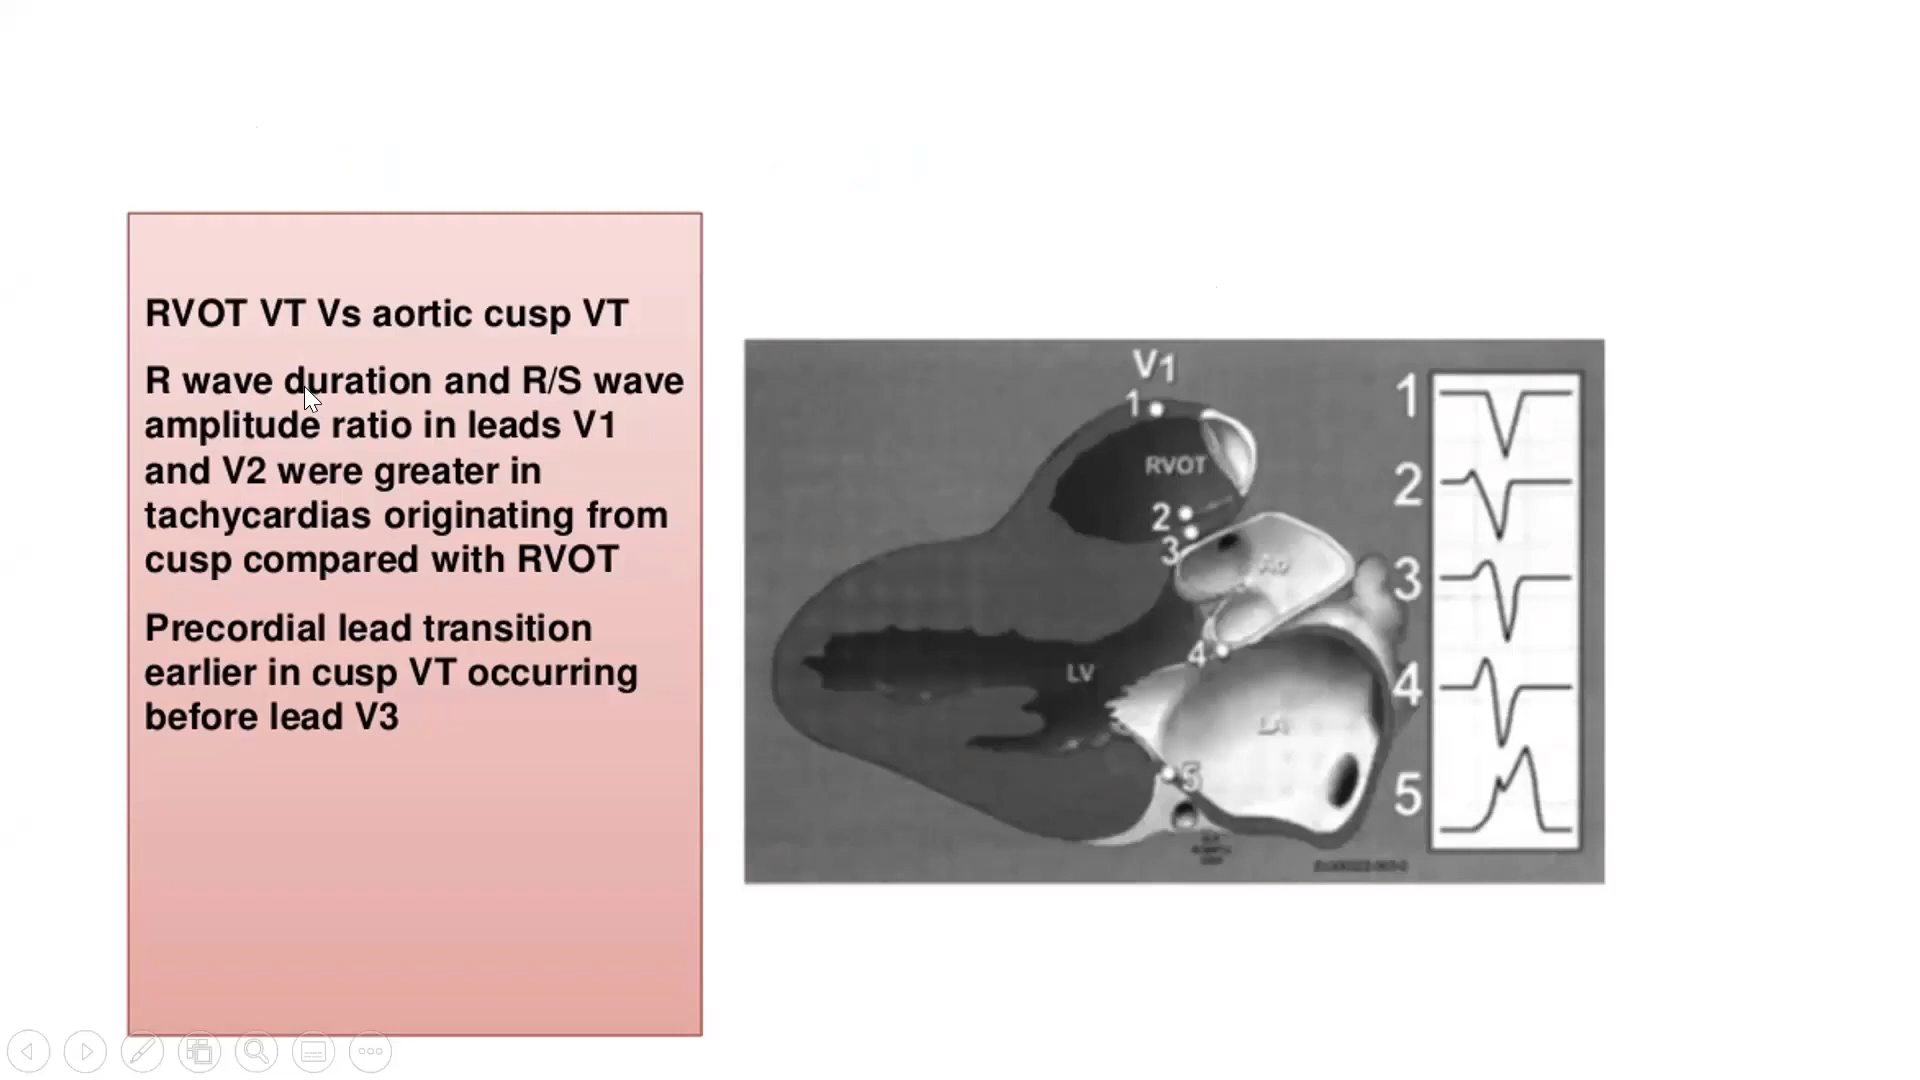 RVOT VT Vs aortic cusp VT
R wave duration and R/S wave
amplitude ratio in leads V1
and V2 were greater in
tachycardias originating from
cusp compared with RVOT
Precordial lead transition
earlier in cusp VT occurring
before lead V3
V1
1
RVOT
2
3
Ao
LV
4
LA
5
1
2
3
4
5